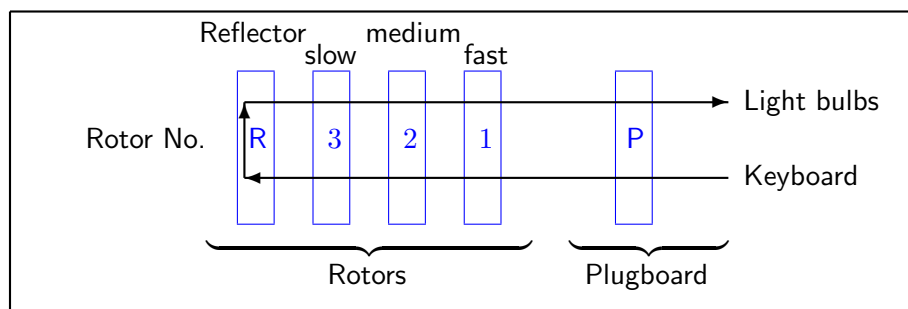 Reflector medium
slow fast
Light bulbs
Rotor No. R 3 2 1 P
Keyboard
Rotors Plugboard